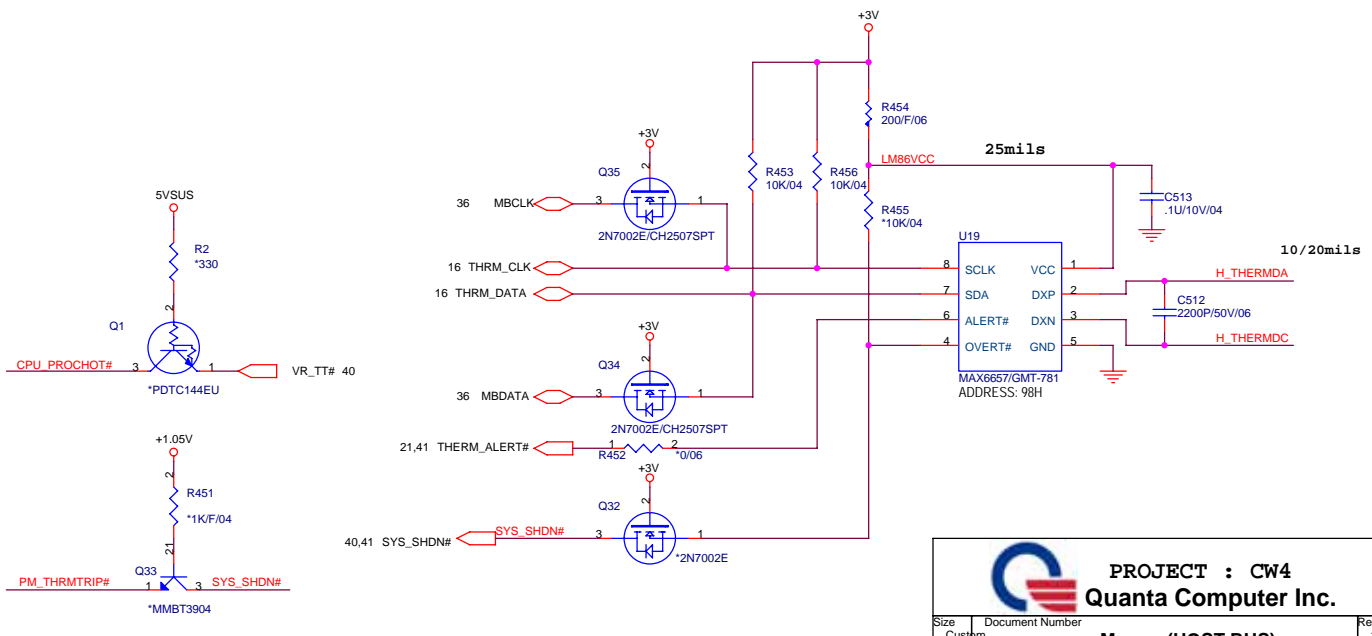 +3V
R454
200/F/06
25mils
LM86VCC
+3V
Q35
2
R453
10K/04
R456
10K/04
R455
*10K/04
C513
.1U/10V/04
36 MBCLK
3
1
2N7002E/CH2507SPT
5VSUS
R2
*330
2
Q1
CPU_PROCHOT#
3
1
VR_TT# 40
*PDTC144EU
U19
10/20mils
16 THRM_CLK
8
SCLK
VCC
1
H_THERMDA
16 THRM_DATA
7
SDA
DXP
2
C512
2200P/50V/06
6
ALERT#
DXN
3
H_THERMDC
4
OVERT#
GND
5
MAX6657/GMT-781
ADDRESS: 98H
+3V
Q34
2
36 MBDATA
3
1
2N7002E/CH2507SPT
21,41 THERM_ALERT#
1
2
R452
*0/06
+3V
Q32
2
40,41 SYS_SHDN#
SYS_SHDN#
3
1
*2N7002E
+1.05V
2
R451
*1K/F/04
21
Q33
PM_THRMTRIP#
1
3
SYS_SHDN#
*MMBT3904
PROJECT : CW4
Quanta Computer Inc.
Size
Document Number